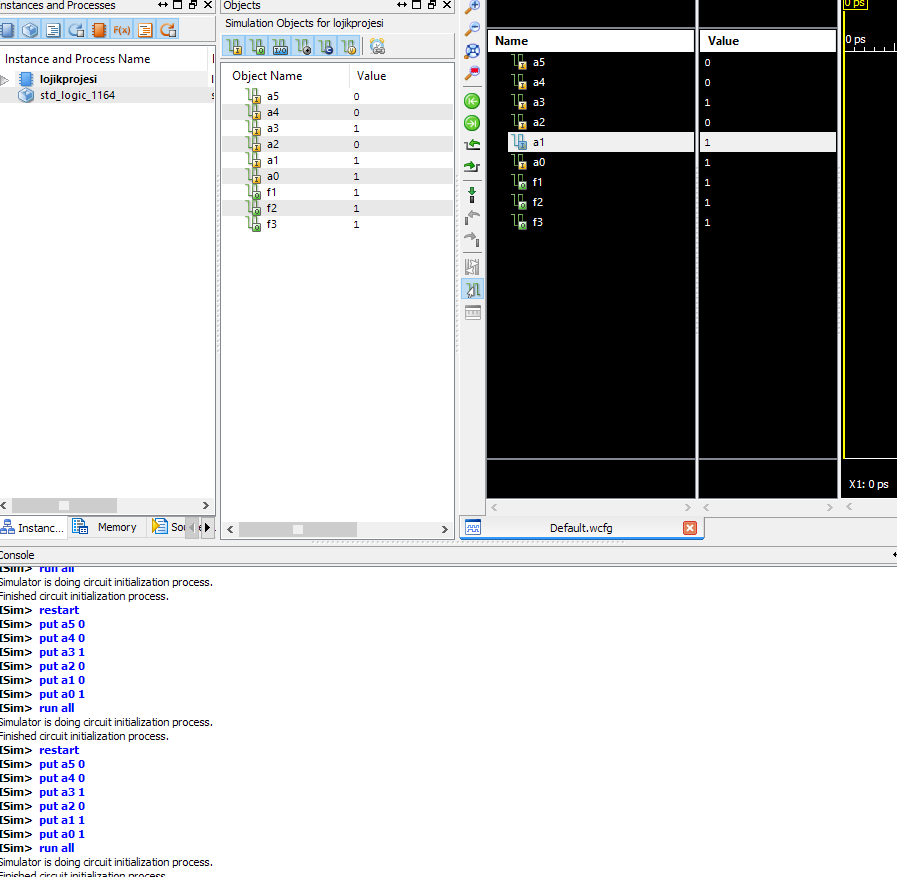 nstances and Processes
Instance and Process Name
lojikprojesi
std_logic_1164
Instanc...
Memory
Objects
Simulation Objects for lojikprojesi
Object Name Value
a5 0
a4 0
a3 1
a2 0
a1 1
a0 1
f1 1
f2 1
f3 1
Name Value
a5 0
a4 0
a3 1
a2 0
a1 1
a0 1
f1 1
f2 1
f3 1
0 ps
0 ps
X1: 0 ps
Default.wcfg
Console
ISim> run all
Simulator is doing circuit initialization process.
Finished circuit initialization process.
ISim> restart
ISim> put a5 0
ISim> put a4 0
ISim> put a3 1
ISim> put a2 0
ISim> put a1 0
ISim> put a0 1
ISim> run all
Simulator is doing circuit initialization process.
Finished circuit initialization process.
ISim> restart
ISim> put a5 0
ISim> put a4 0
ISim> put a3 1
ISim> put a2 0
ISim> put a1 1
ISim> put a0 1
ISim> run all
Simulator is doing circuit initialization process.
Finished circuit initialization process.